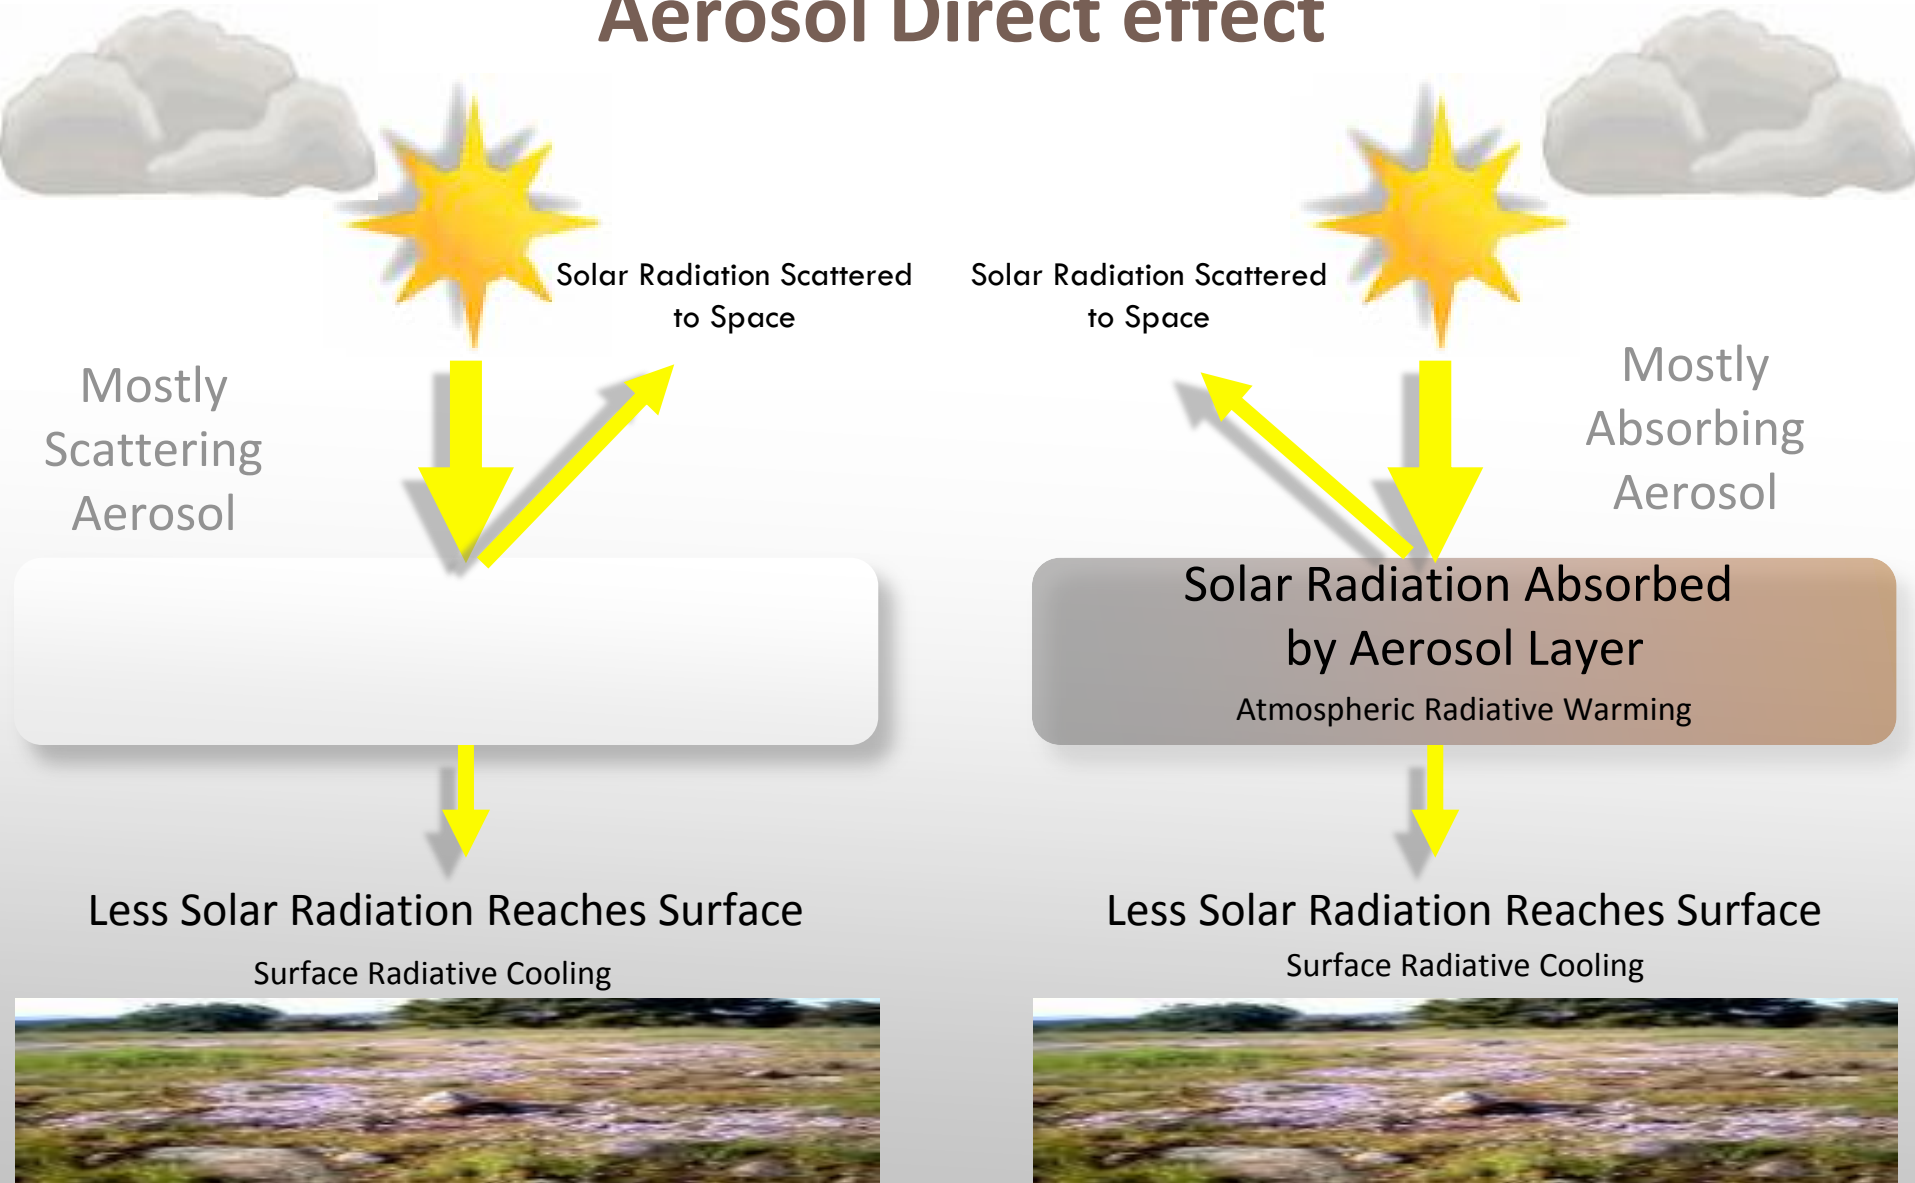 Aerosol Direct effect
Solar Radiation Scattered
to Space
Mostly
Scattering
Aerosol
Less Solar Radiation Reaches Surface
Surface Radiative Cooling
Solar Radiation Scattered
to Space
Mostly
Absorbing
Aerosol
Solar Radiation Absorbed
by Aerosol Layer
Atmospheric Radiative Warming
Less Solar Radiation Reaches Surface
Surface Radiative Cooling